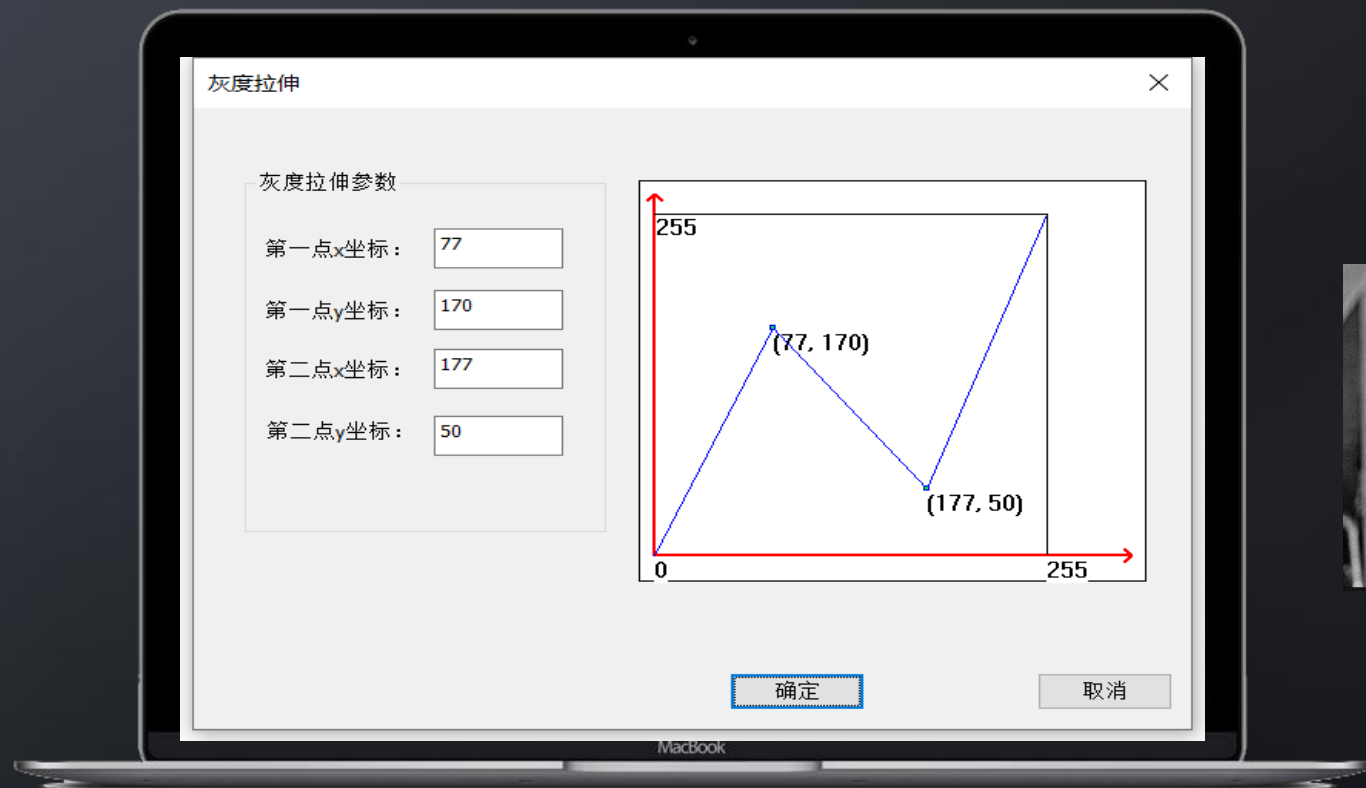 灰度拉伸
灰度拉伸参数
第一点x坐标：
77
第一点y坐标：
170
第二点x坐标：
177
第二点y坐标：
50
255
(77, 170)
(177, 50)
0
255
确定
取消
MacBook